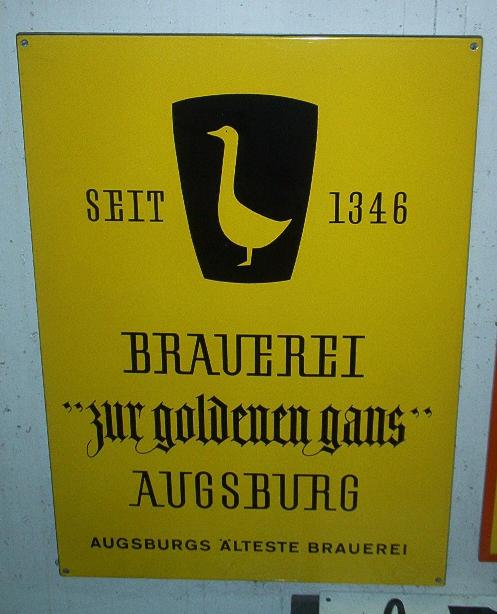 SEIT 1346
BRAUEREI
"zur goldenen gans"
AUGSBURG
AUGSBURGS ÄLTESTE BRAUEREI